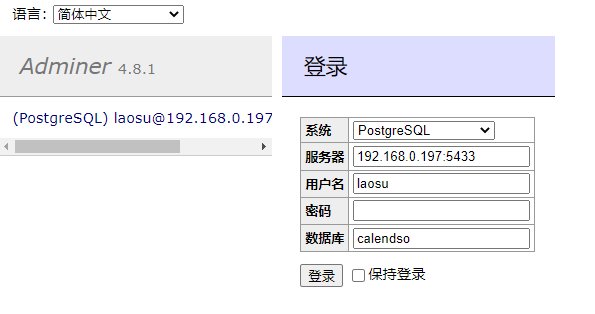 语言: 简体中文
Adminer 4.8.1
(PostgreSQL) laosu@192.168.0.197
登录
系统 PostgreSQL
服务器 192.168.0.197:5433
用户名 laosu
密码
数据库 calendso
登录 保持登录